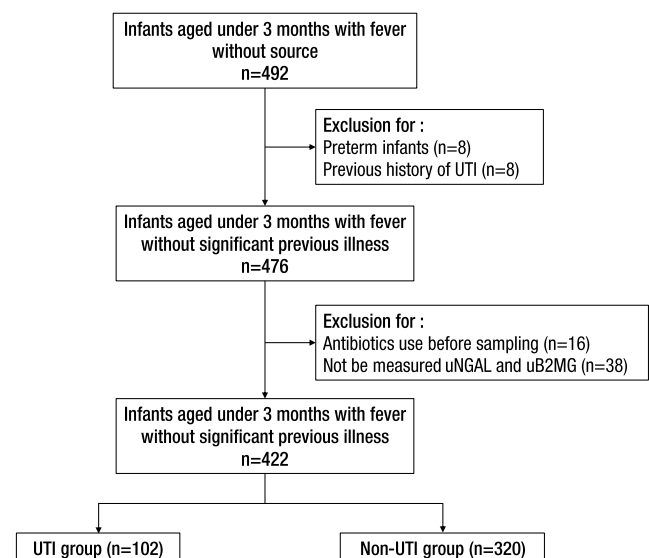 Infants aged under 3 months with fever
without source
n=492
Exclusion for :
Preterm infants (n=8)
Previous history of UTI (n=8)
Infants aged under 3 months with fever
without significant previous illness
n=476
Exclusion for :
Antibiotics use before sampling (n=16)
Not be measured uNGAL and uB2MG (n=38)
Infants aged under 3 months with fever
without significant previous illness
n=422
UTI group (n=102)
Non-UTI group (n=320)